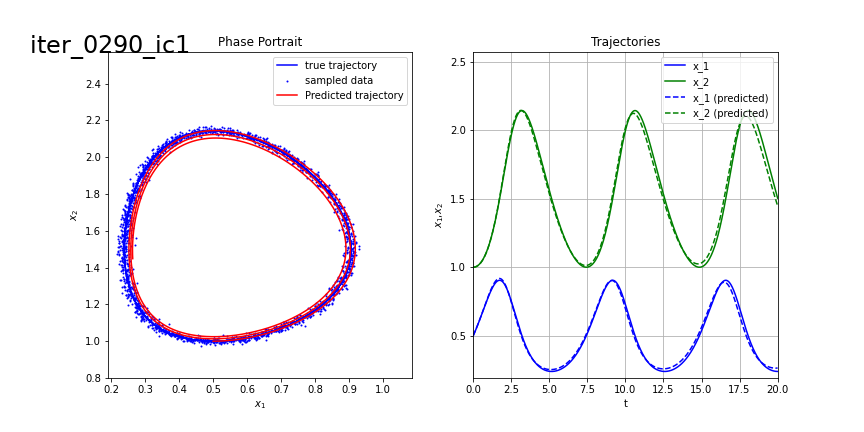 iter_0290_ic1
Phase Portrait
true trajectory
sampled data
Predicted trajectory
2.4
2.2
2.0
1.8
1.6
1.4
1.2
1.0
0.8
x_2
0.2 0.3 0.4 0.5 0.6 0.7 0.8 0.9 1.0
x_1
Trajectories
x_1
x_2
x_1 (predicted)
x_2 (predicted)
2.5
2.0
1.5
1.0
0.5
x_1,x_2
0.0 2.5 5.0 7.5 10.0 12.5 15.0 17.5 20.0
t